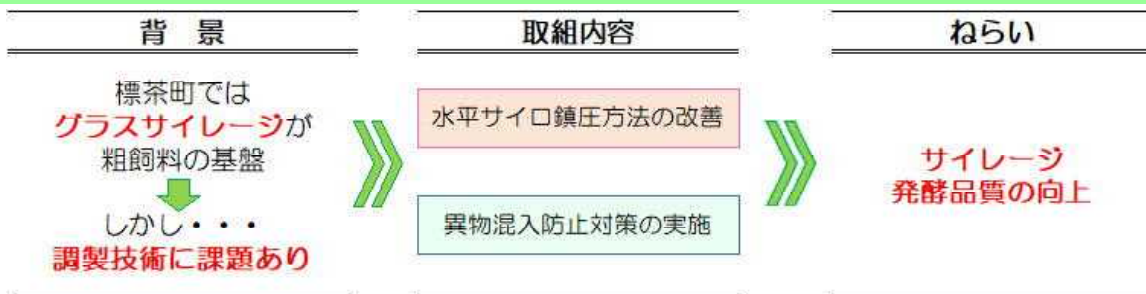 背　景
標茶町では
グラスサイレージが
粗飼料の基盤
しかし・・・
調製技術に課題あり
取組内容
水平サイロ鎮圧方法の改善
異物混入防止対策の実施
ねらい
サイレージ
発酵品質の向上